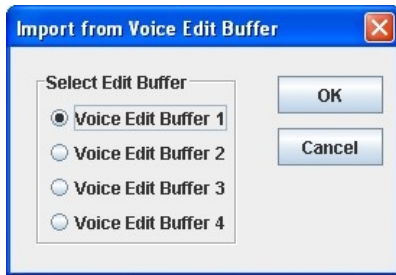 Import from Voice Edit Buffer
Select Edit Buffer
Voice Edit Buffer 1
Voice Edit Buffer 2
Voice Edit Buffer 3
Voice Edit Buffer 4
OK
Cancel